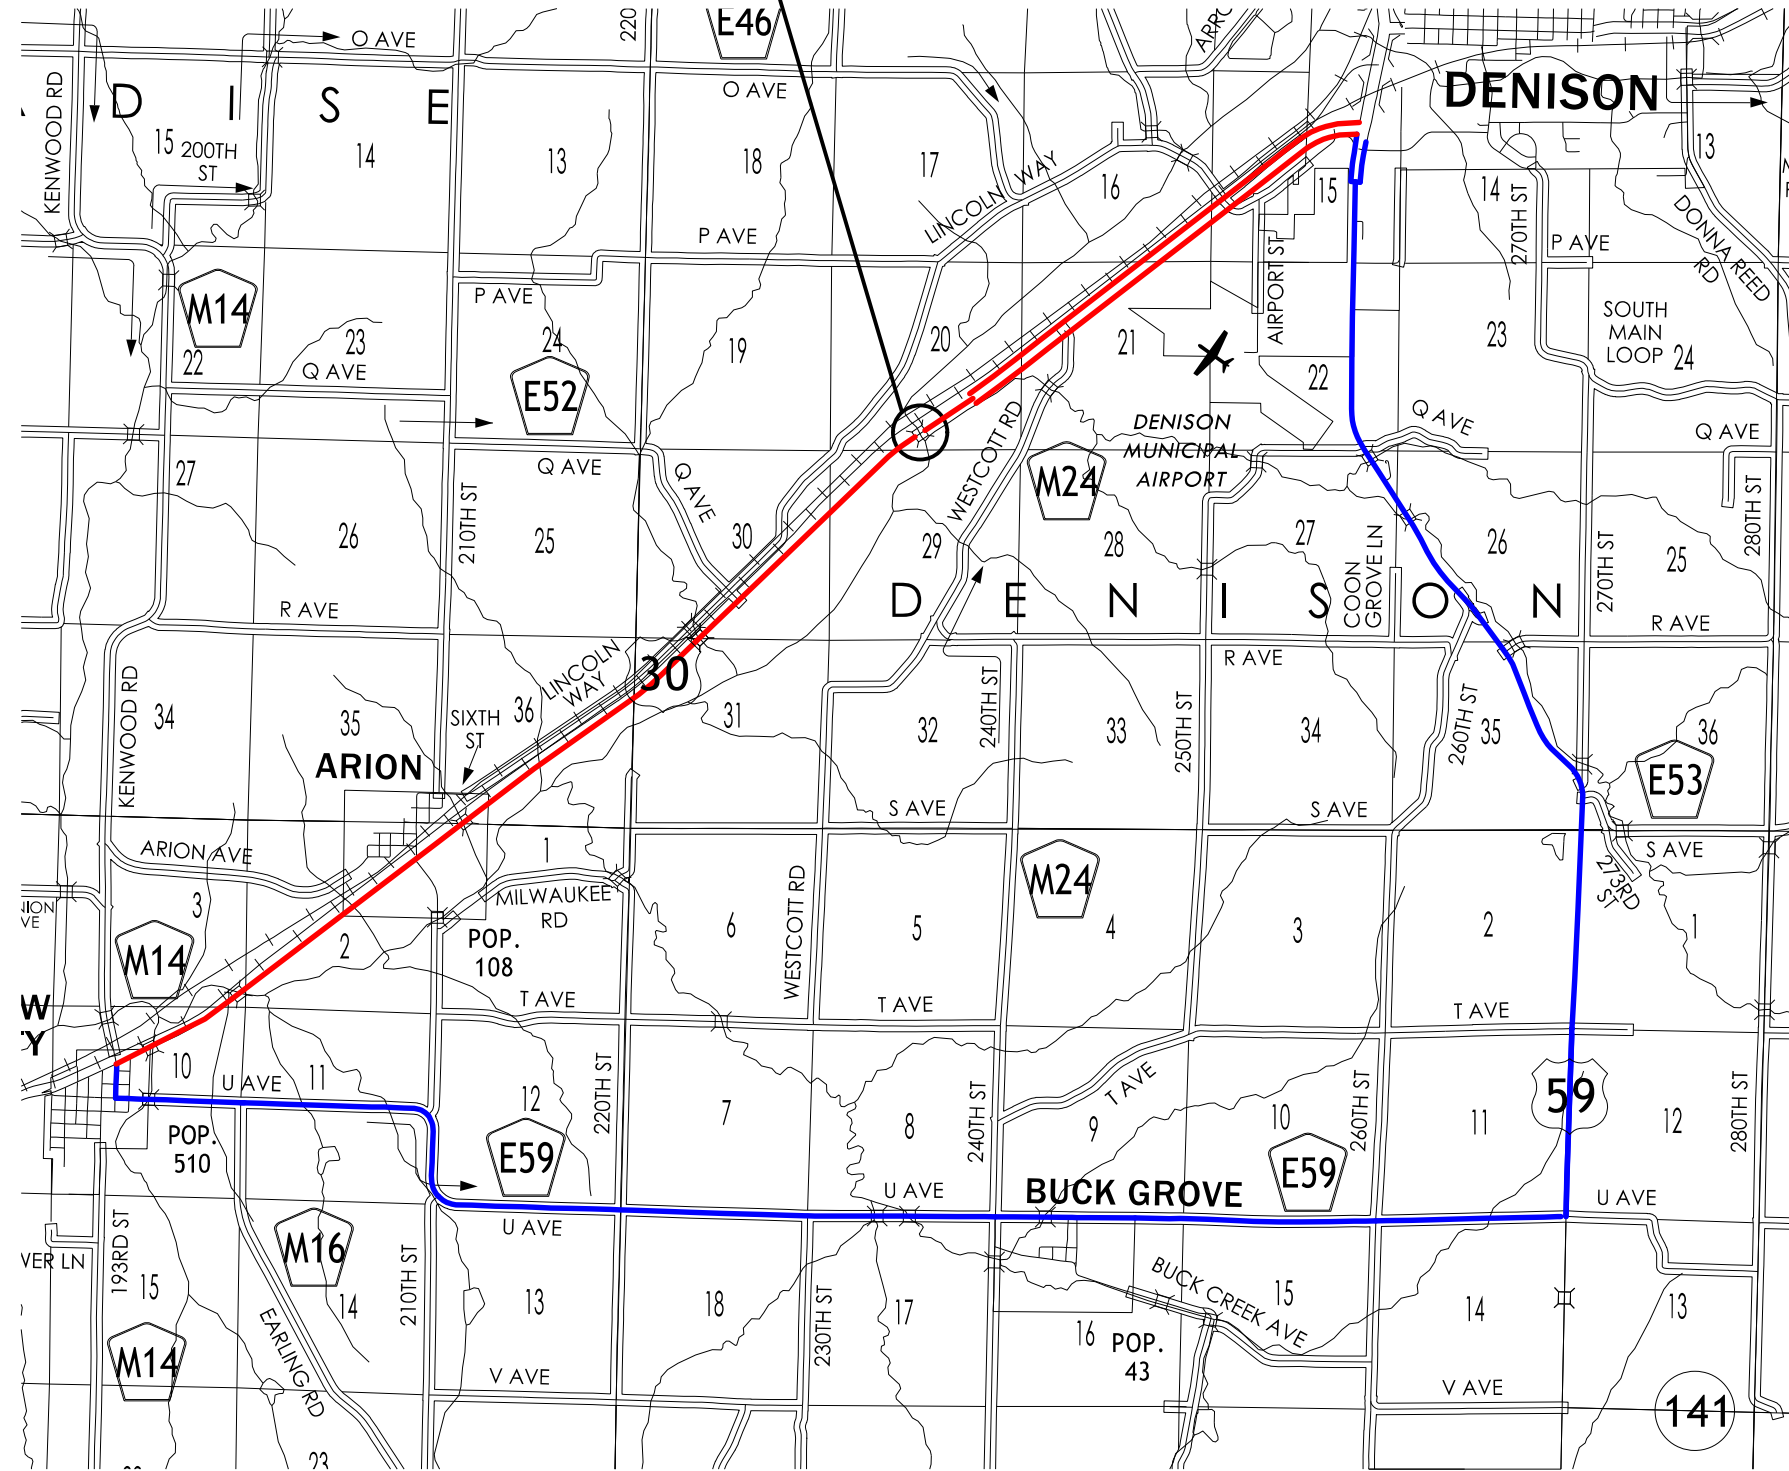 E46
220
ARRO
O AVE
O AVE
DENISON
KENWOOD RD
D I S E
15
200TH
ST
14
13
18
17
LINCOLN WAY
16
15
14
13
270TH ST
P AVE
DONNA REED
RD
P AVE
M14
P AVE
AIRPORT ST
SOUTH
MAIN
LOOP
22
23
Q AVE
24
19
20
21
22
23
24
E52
DENISON
MUNICIPAL
AIRPORT
Q AVE
Q AVE
27
Q AVE
Q AVE
WESTCOTT RD
M24
26
210TH ST
25
30
29
28
27
COON
GROVE LN
26
280TH ST
25
270TH ST
D E N I S O N
R AVE
R AVE
R AVE
LINCOLN
WAY
30
KENWOOD RD
34
35
SIXTH
ST
36
31
32
240TH ST
33
250TH ST
34
260TH ST
35
36
ARION
E53
S AVE
S AVE
ARION AVE
1
M24
S AVE
273RD
ST
3
2
MILWAUKEE
RD
WESTCOTT RD
6
5
4
3
2
1
M14
POP.
108
T AVE
T AVE
T AVE
10
U AVE
11
220TH ST
12
7
8
240TH ST
T AVE
9
10
260TH ST
11
59
12
280TH ST
POP.
510
E59
U AVE
BUCK GROVE
E59
U AVE
U AVE
193RD ST
M16
210TH ST
VER LN
15
14
13
18
230TH ST
17
BUCK CREEK AVE
15
14
13
16
POP.
43
M14
EARLING RD
V AVE
V AVE
141
23